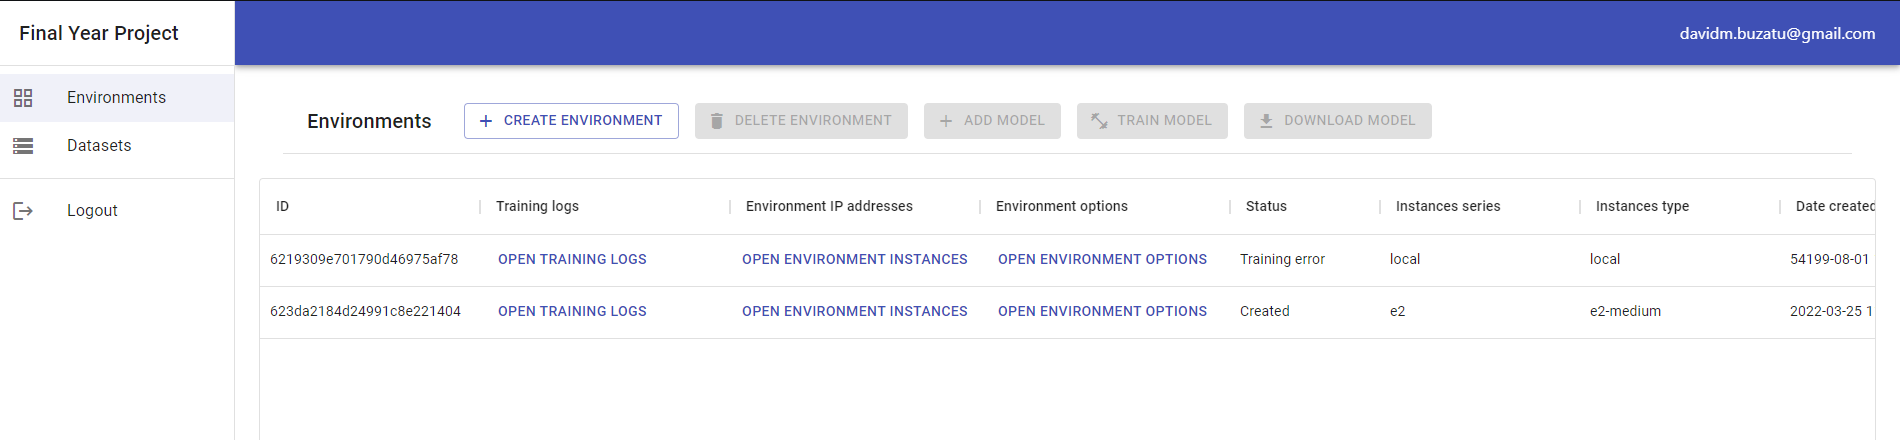 Final Year Project
davidm.buzatu@gmail.com
Environments
Datasets
Logout
Environments CREATE ENVIRONMENT DELETE ENVIRONMENT ADD MODEL TRAIN MODEL DOWNLOAD MODEL
ID Training logs Environment IP addresses Environment options Status Instances series Instances type Date created
6219309e701790d46975af78 OPEN TRAINING LOGS OPEN ENVIRONMENT INSTANCES OPEN ENVIRONMENT OPTIONS Training error local local 54199-08-01
623da2184d24991c8e221404 OPEN TRAINING LOGS OPEN ENVIRONMENT INSTANCES OPEN ENVIRONMENT OPTIONS Created e2 e2-medium 2022-03-25 1